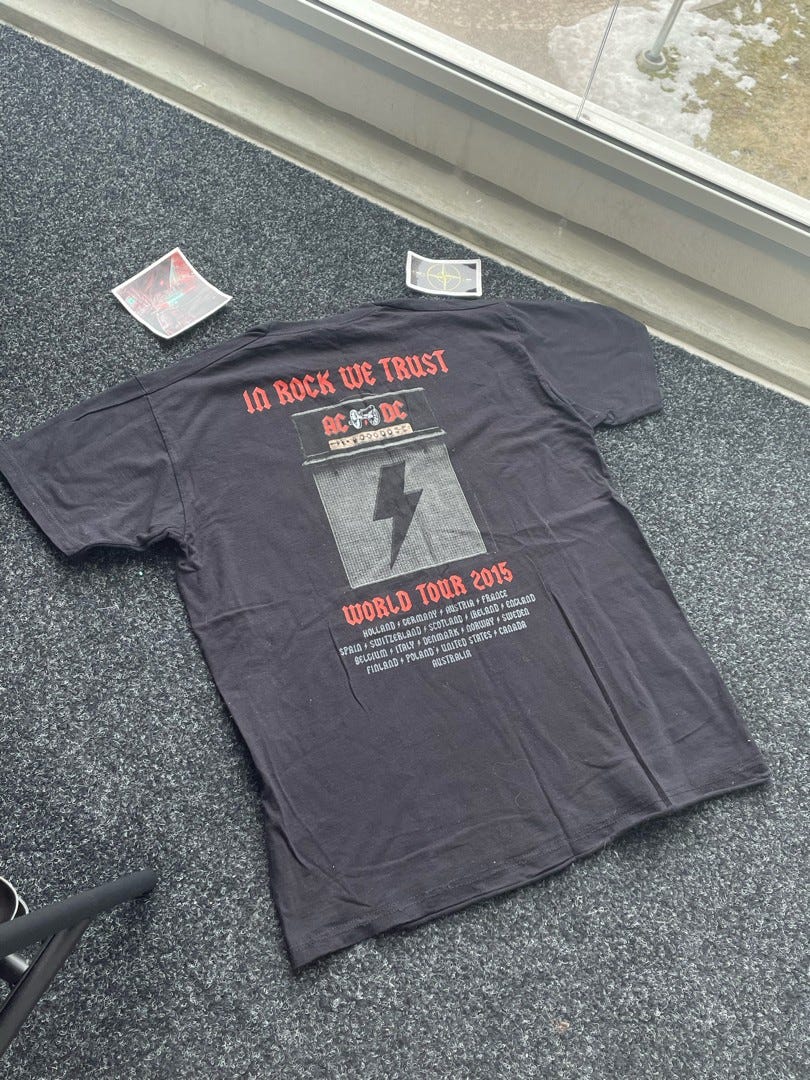 IN ROCK WE TRUST
AC DC
WORLD TOUR 2015
HOLLAND GERMANY AUSTRIA FRANCE
SPAIN SWITZERLAND SCOTLAND IRELAND ENGLAND
BELGIUM ITALY DENMARK NORWAY SWEDEN
FINLAND POLAND UNITED STATES CANADA
AUSTRALIA